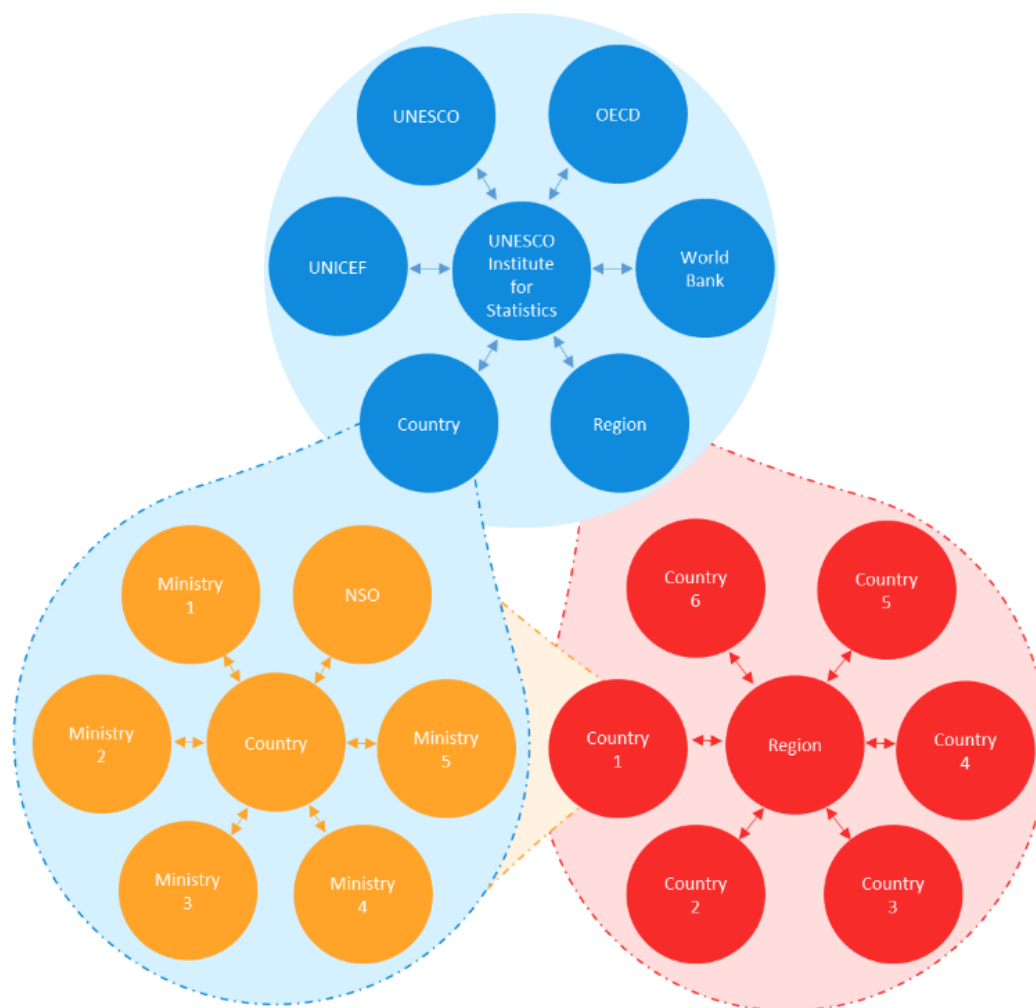 UNESCO
OECD
UNICEF
UNESCO
Institute
for
Statistics
World
Bank
Country
Region
Ministry
1
NSO
Ministry
2
Country
Ministry
5
Ministry
3
Ministry
4
Country
6
Country
5
Country
1
Region
Country
4
Country
2
Country
3